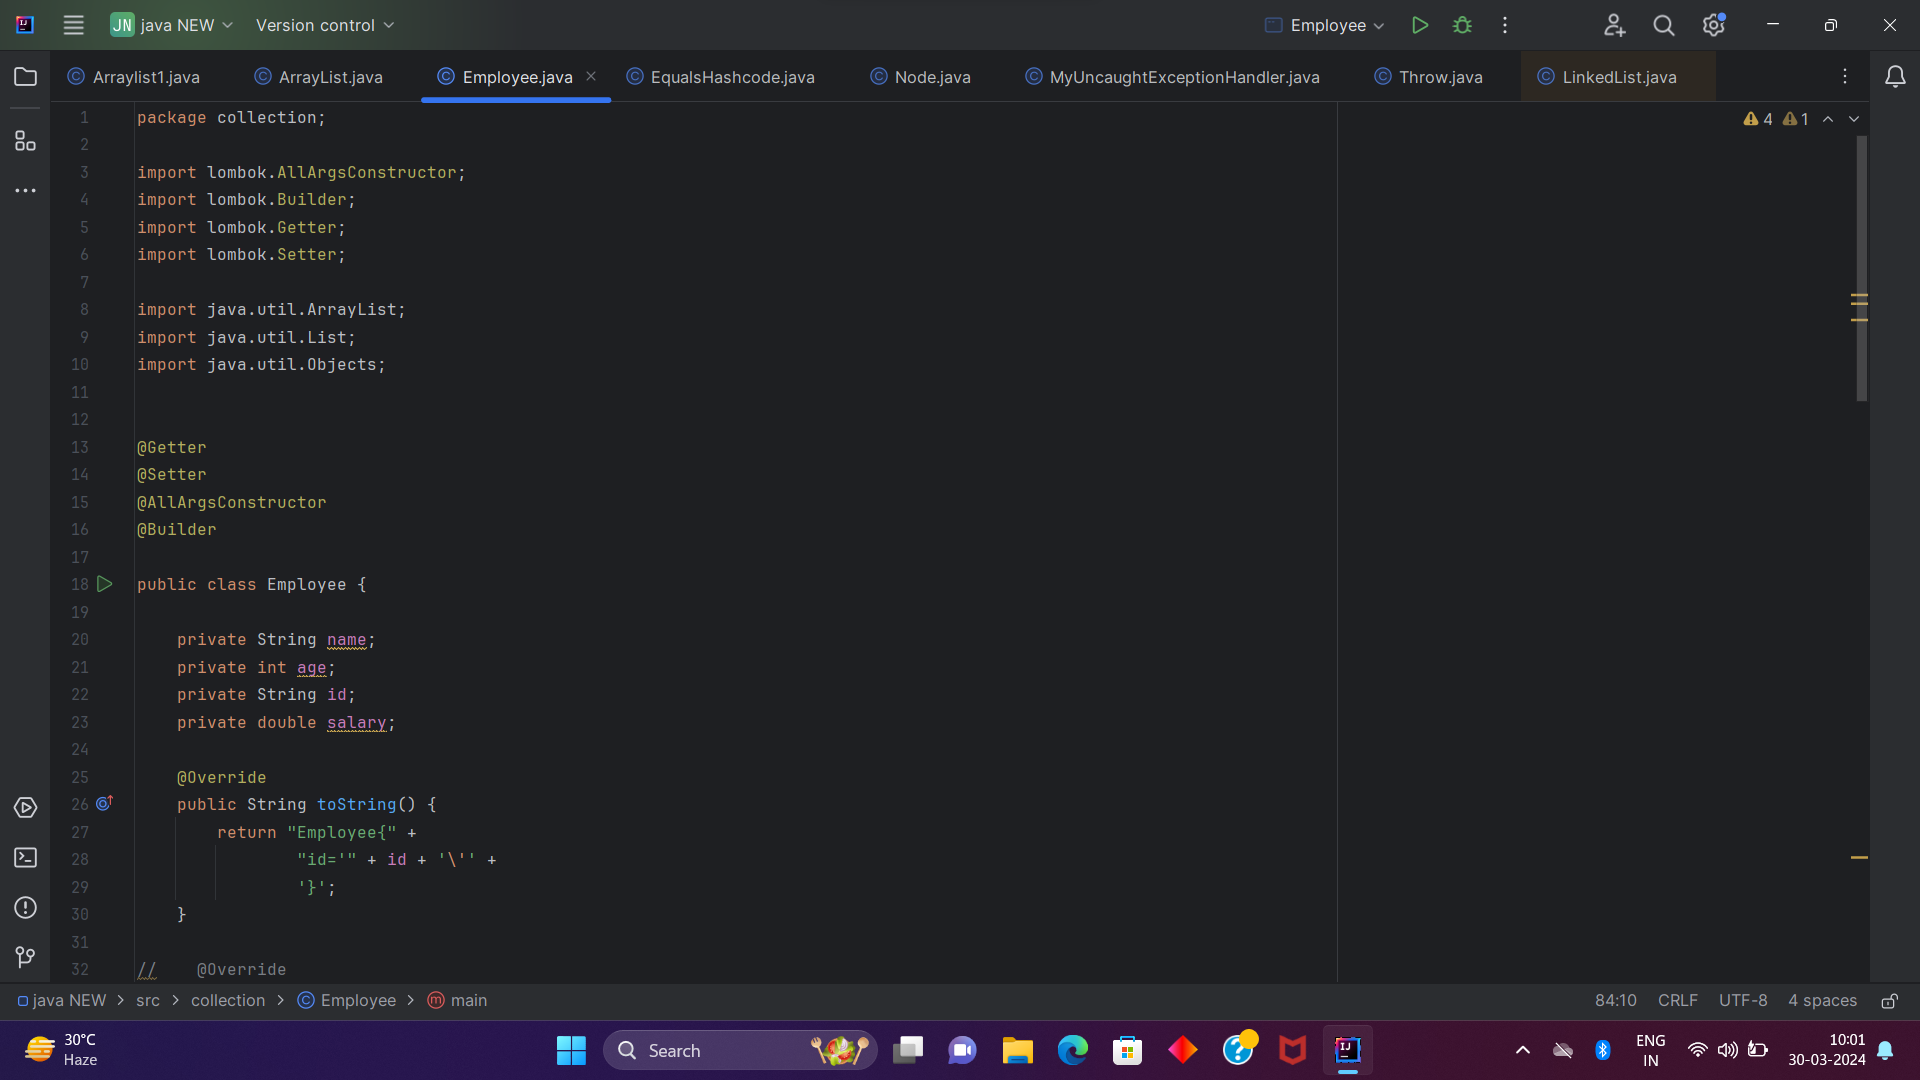 JN java NEW Version control Employee
Arraylist1.java ArrayList.java Employee.java EqualsHashcode.java Node.java MyUncaughtExceptionHandler.java Throw.java LinkedList.java
4 1
1 package collection;
2
3 import lombok.AllArgsConstructor;
4 import lombok.Builder;
5 import lombok.Getter;
6 import lombok.Setter;
7
8 import java.util.ArrayList;
9 import java.util.List;
10 import java.util.Objects;
11
12
13 @Getter
14 @Setter
15 @AllArgsConstructor
16 @Builder
17
18 public class Employee {
19
20 private String name;
21 private int age;
22 private String id;
23 private double salary;
24
25 @Override
26 public String toString() {
27 return "Employee{" +
28 "id='" + id + '\'' +
29 '}';
30 }
31
32 // @Override
java NEW > src > collection > Employee > main 84:10 CRLF UTF-8 4 spaces
30°C
Haze
Search
ENG
IN
10:01
30-03-2024